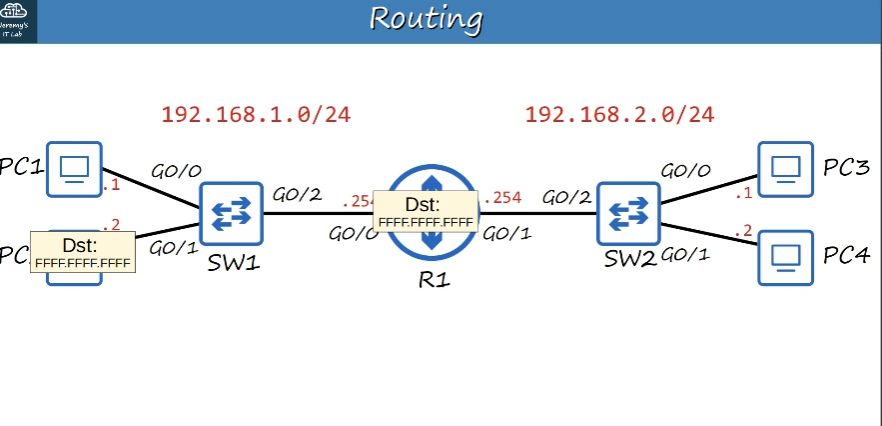 Jeremy's
IT Lab
Routing
192.168.1.0/24
192.168.2.0/24
PC1
G0/0
.1
.2
G0/1
PC
Dst:
FFFF.FFFF.FFFF
SW1
G0/2
.254
G0/0
Dst:
FFFF.FFFF.FFFF
R1
.254
G0/1
G0/2
SW2
G0/0
.1
PC3
.2
G0/1
PC4